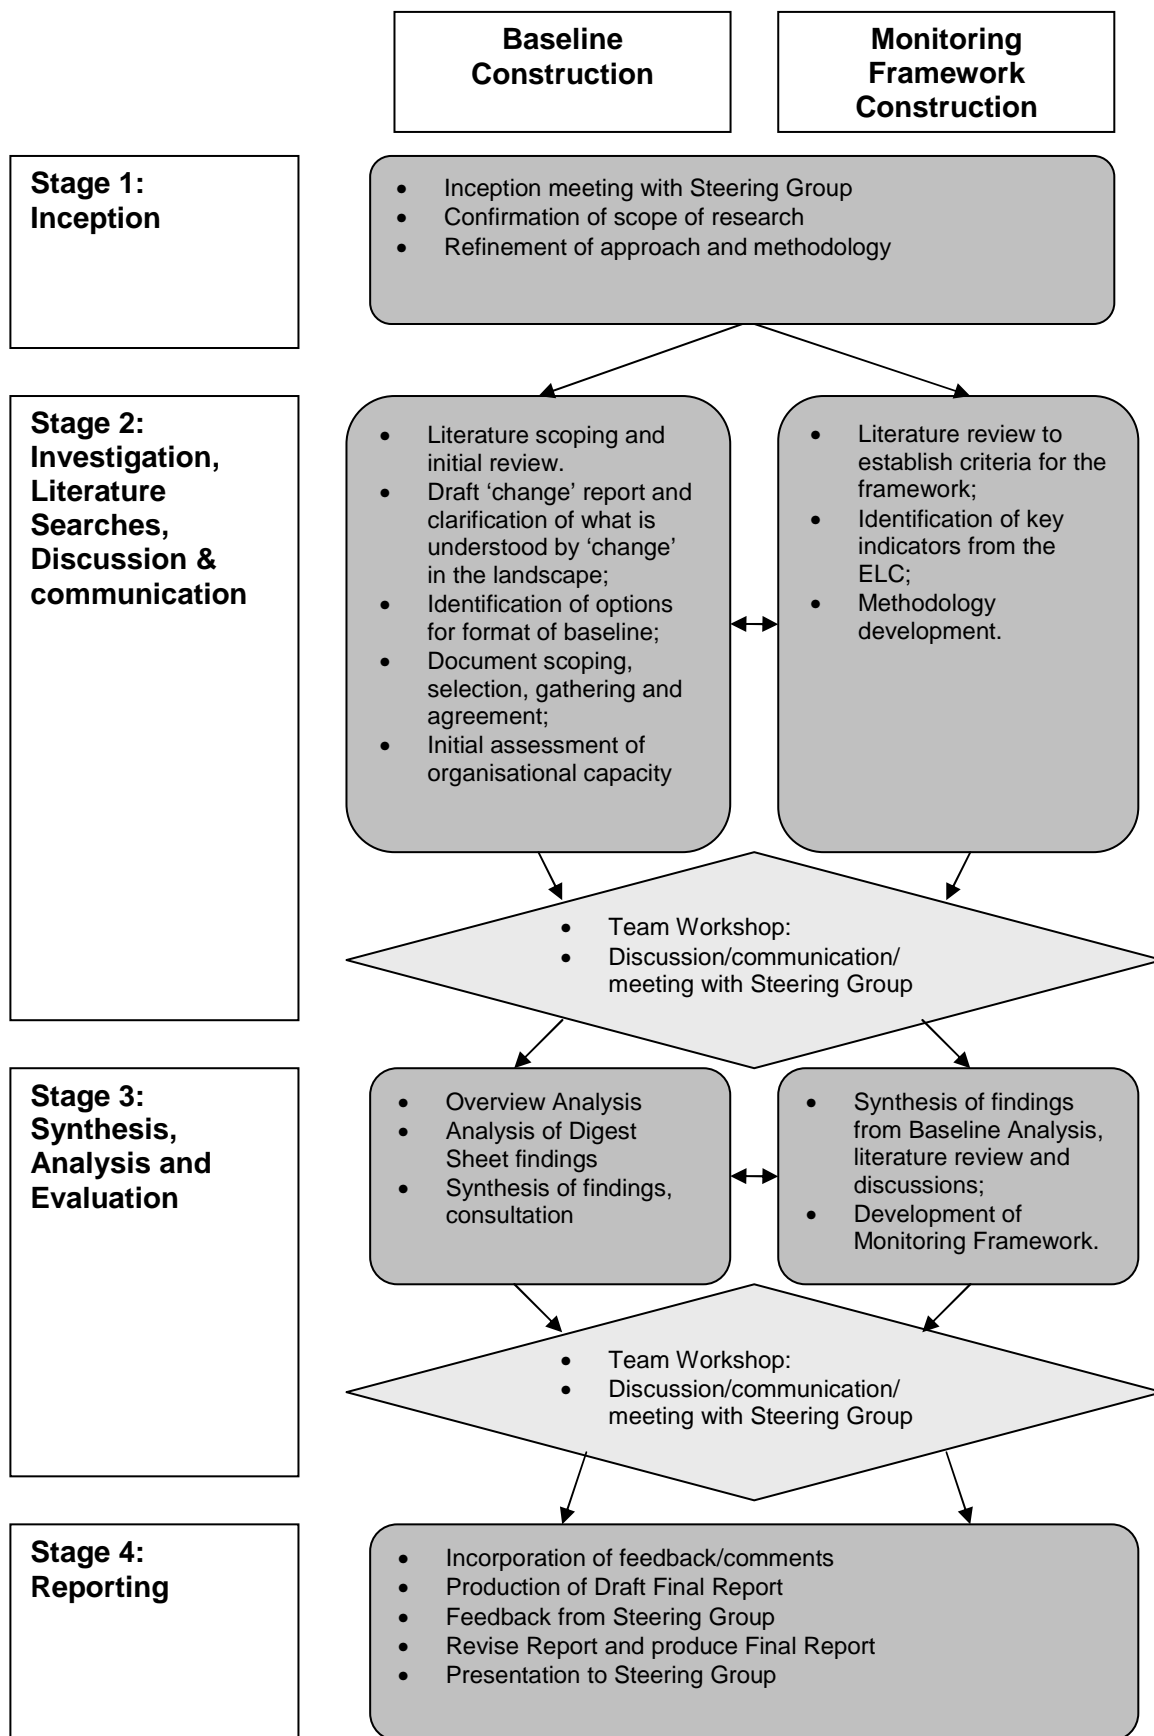 Baseline
Construction
Monitoring
Framework
Construction
Stage 1:
Inception
• Inception meeting with Steering Group
• Confirmation of scope of research
• Refinement of approach and methodology
Stage 2:
Investigation,
Literature
Searches,
Discussion &
communication
• Literature scoping and
initial review.
• Draft ‘change’ report and
clarification of what is
understood by ‘change’
in the landscape;
• Identification of options
for format of baseline;
• Document scoping,
selection, gathering and
agreement;
• Initial assessment of
organisational capacity
• Literature review to
establish criteria for the
framework;
• Identification of key
indicators from the
ELC;
• Methodology
development.
• Team Workshop:
• Discussion/communication/
meeting with Steering Group
Stage 3:
Synthesis,
Analysis and
Evaluation
• Overview Analysis
• Analysis of Digest
Sheet findings
• Synthesis of findings,
consultation
• Synthesis of findings
from Baseline Analysis,
literature review and
discussions;
• Development of
Monitoring Framework.
• Team Workshop:
• Discussion/communication/
meeting with Steering Group
Stage 4:
Reporting
• Incorporation of feedback/comments
• Production of Draft Final Report
• Feedback from Steering Group
• Revise Report and produce Final Report
• Presentation to Steering Group